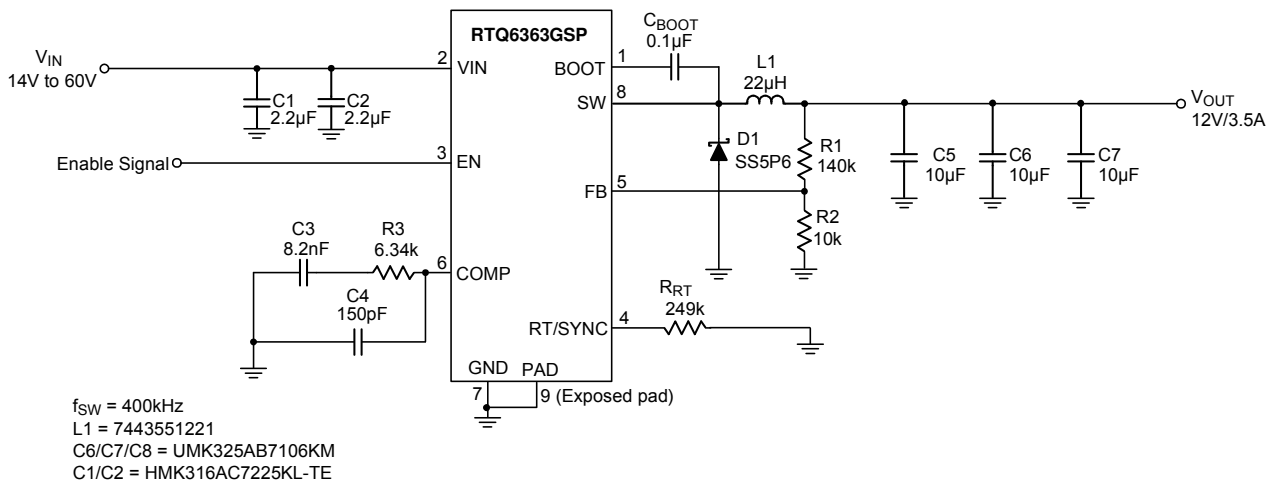 RTQ6363GSP
VIN
14V to 60V
2
VIN
C1
2.2µF
C2
2.2µF
Enable Signal
3
EN
C3
8.2nF
R3
6.34k
6
COMP
C4
150pF
GND
7
PAD
9 (Exposed pad)
BOOT
1
CBOOT
0.1µF
SW
8
L1
22µH
D1
SS5P6
R1
140k
FB
5
R2
10k
RT/SYNC
4
RRT
249k
C5
10µF
C6
10µF
C7
10µF
VOUT
12V/3.5A
fSW = 400kHz
L1 = 7443551221
C6/C7/C8 = UMK325AB7106KM
C1/C2 = HMK316AC7225KL-TE